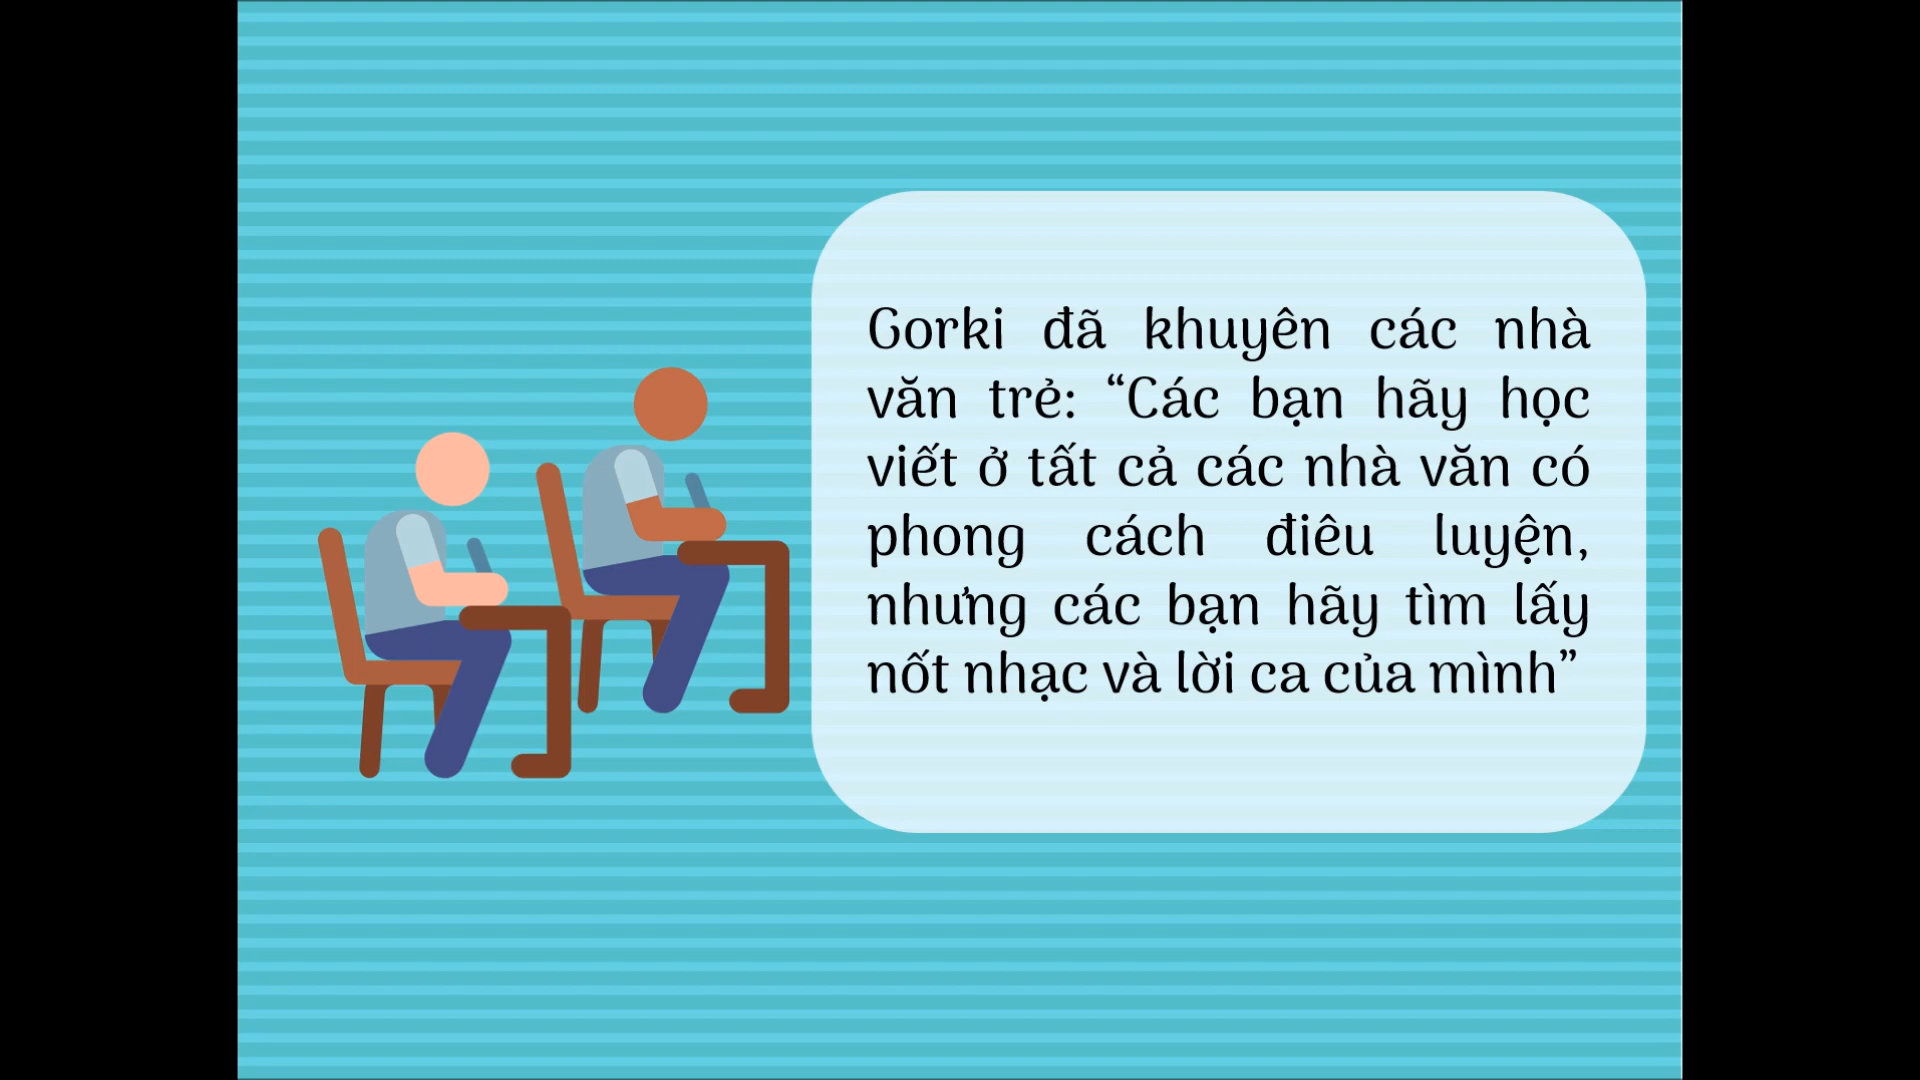 Gorki đã khuyên các nhà
văn trẻ: “Các bạn hãy học
viết ở tất cả các nhà văn có
phong cách điêu luyện,
nhưng các bạn hãy tìm lấy
nốt nhạc và lời ca của mình”